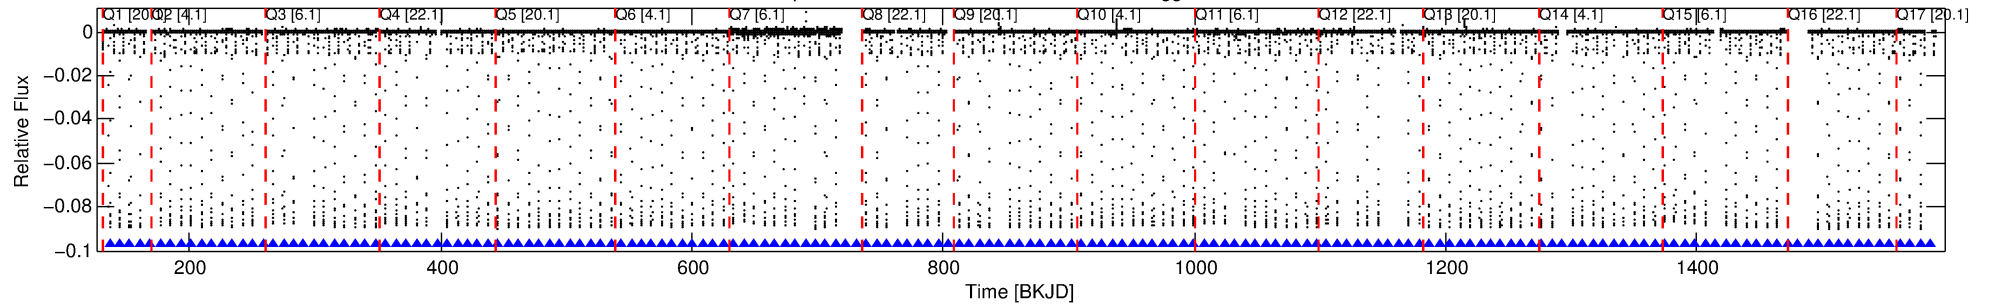 Q1 [20.1] Q2 [4.1] Q3 [6.1] Q4 [22.1] Q5 [20.1] Q6 [4.1] Q7 [6.1] Q8 [22.1] Q9 [20.1] Q10 [4.1] Q11 [6.1] Q12 [22.1] Q13 [20.1] Q14 [4.1] Q15 [6.1] Q16 [22.1] Q17 [20.1]
0
−0.02
−0.04
−0.06
−0.08
−0.1
Relative Flux
200 400 600 800 1000 1200 1400
Time [BKJD]